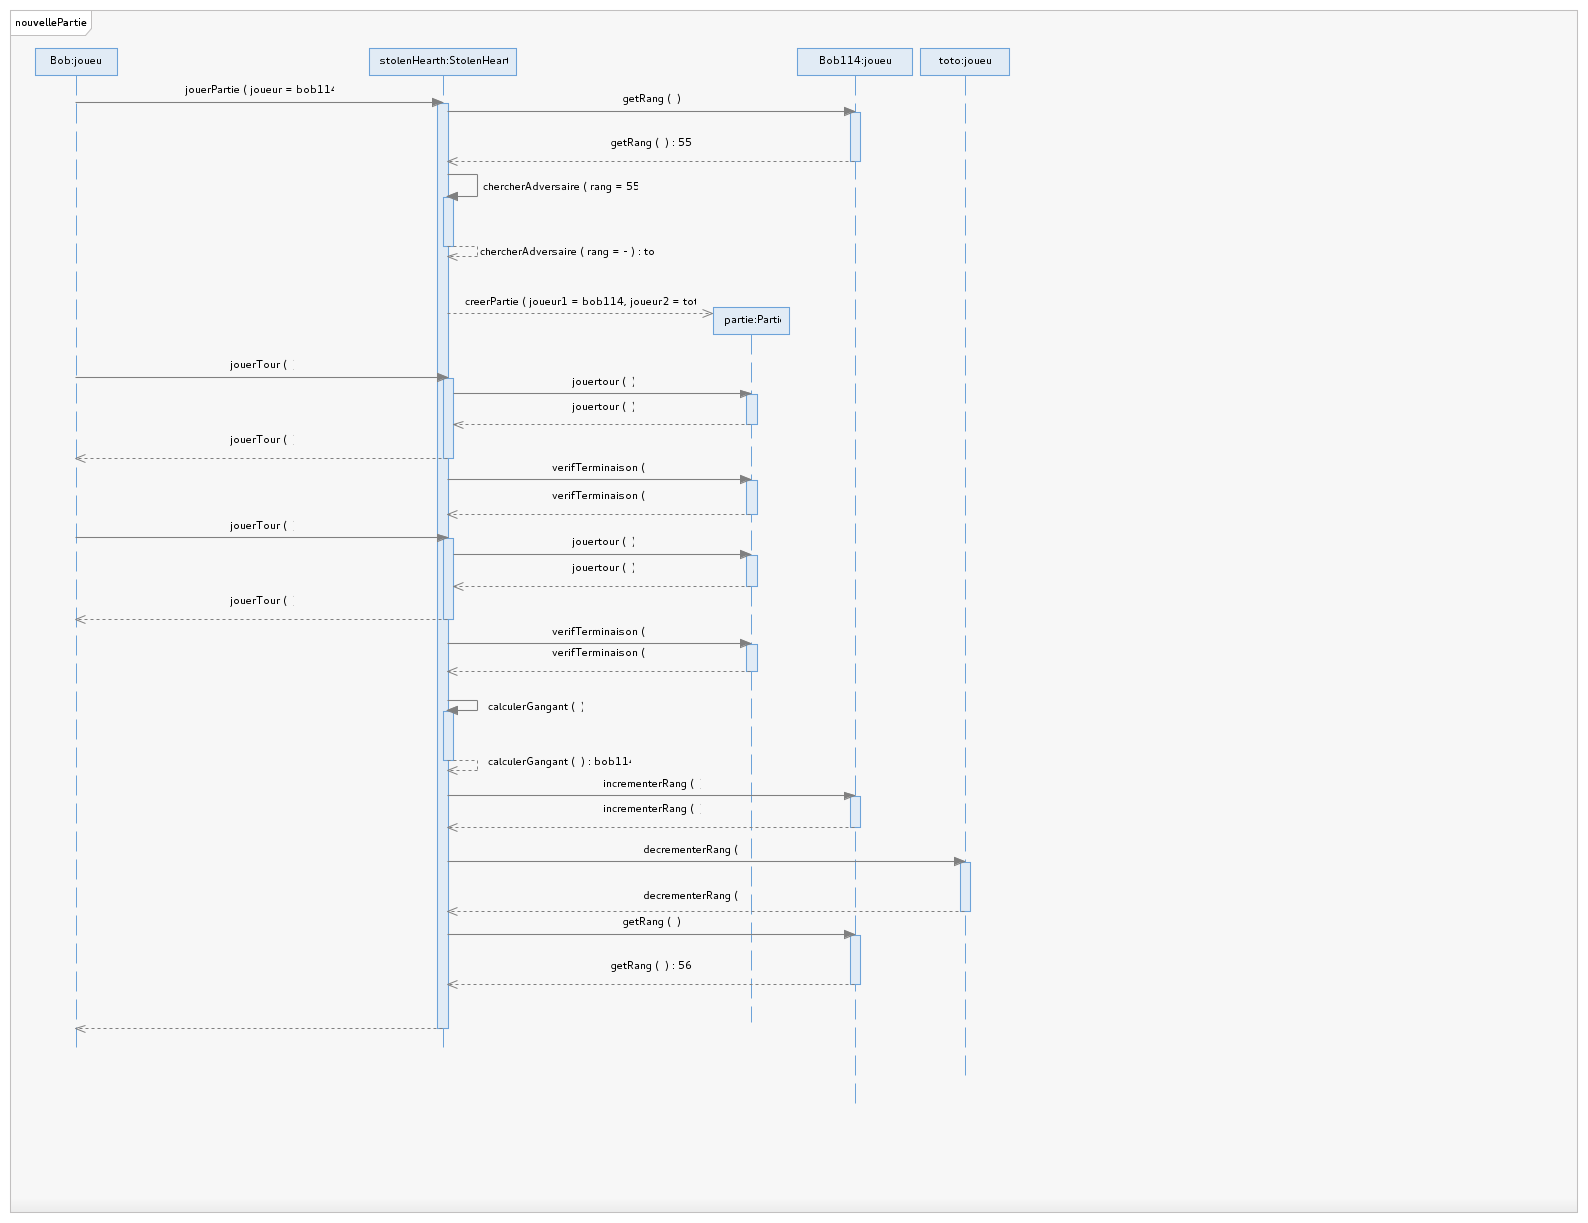 nouvellePartie
Bob:joueu
stolenHearth:StolenHeart
Bob114:joueu
toto:joueu
jouerPartie ( joueur = bob114
getRang ( )
getRang ( ) : 55
chercherAdversaire ( rang = 55
chercherAdversaire ( rang = - ) : to
creerPartie ( joueur1 = bob114, joueur2 = tot
partie:Parti
jouerTour (
jouertour ( )
jouertour ( )
jouerTour (
verifTerminaison (
verifTerminaison (
jouerTour (
jouertour ( )
jouertour ( )
jouerTour (
verifTerminaison (
verifTerminaison (
calculerGangant ( )
calculerGangant ( ) : bob114
incrementerRang (
incrementerRang (
decrementerRang (
decrementerRang (
getRang ( )
getRang ( ) : 56